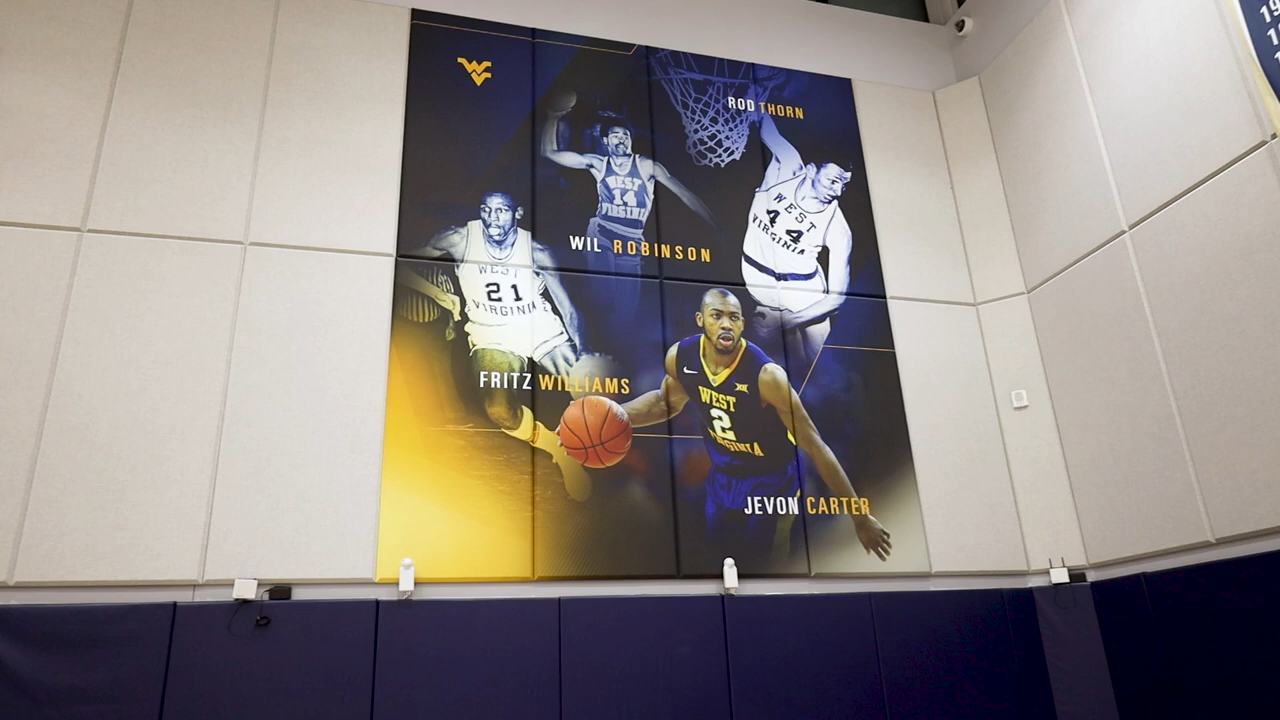 WV
ROD THORN
WEST
14
VIRGINIA
WEST
44
VIRGINIA
WIL ROBINSON
WEST
21
VIRGINIA
FRITZ WILLIAMS
WEST
2
VIRGINIA
JEVON CARTER